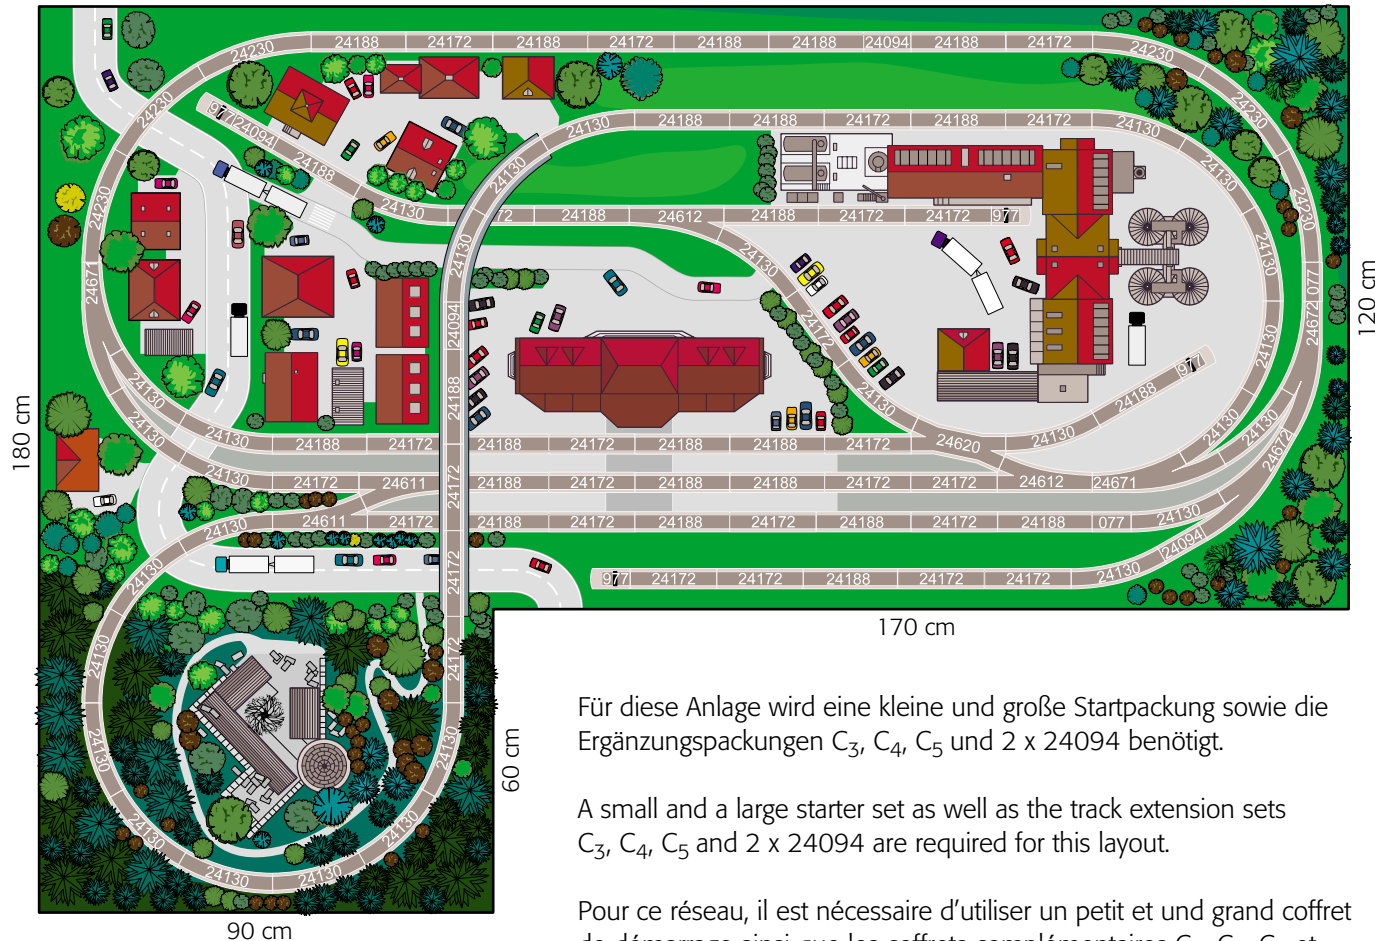 24230 24188 24172 24188 24172 24188 24188 24094 24188 24172 24230
24230 977 24094 24188 24130
24130 24188 24188 24172 24188 24188 24172 24130
24130 24130 24230
24230 24130 72 24188 24612 24188 24172 24172 977 24230
24671 24130 24130 24130 24672 077
24094 24172 24130
24188 24130 24188 977
120 cm
180 cm
24130 24130 24188 24172 24188 24172 24188 24188 24172 24620 24130 24130 24130
24130 24130 24172 24611 24172 24188 24172 24188 24172 24172 24612 24671 24672
24130 24611 24172 24188 24172 24188 24172 24172 24188 077 24130
24130 24172 24094
977 24172 24172 24188 24172 24172 24130
24130 24172
170 cm
24130 24130
24130 24130
24130 24130
60 cm
90 cm
Für diese Anlage wird eine kleine und große Startpackung sowie die
Ergänzungspackungen C3, C4, C5 und 2 x 24094 benötigt.
A small and a large starter set as well as the track extension sets
C3, C4, C5 and 2 x 24094 are required for this layout.
Pour ce réseau, il est nécessaire d'utiliser un petit et und grand coffret